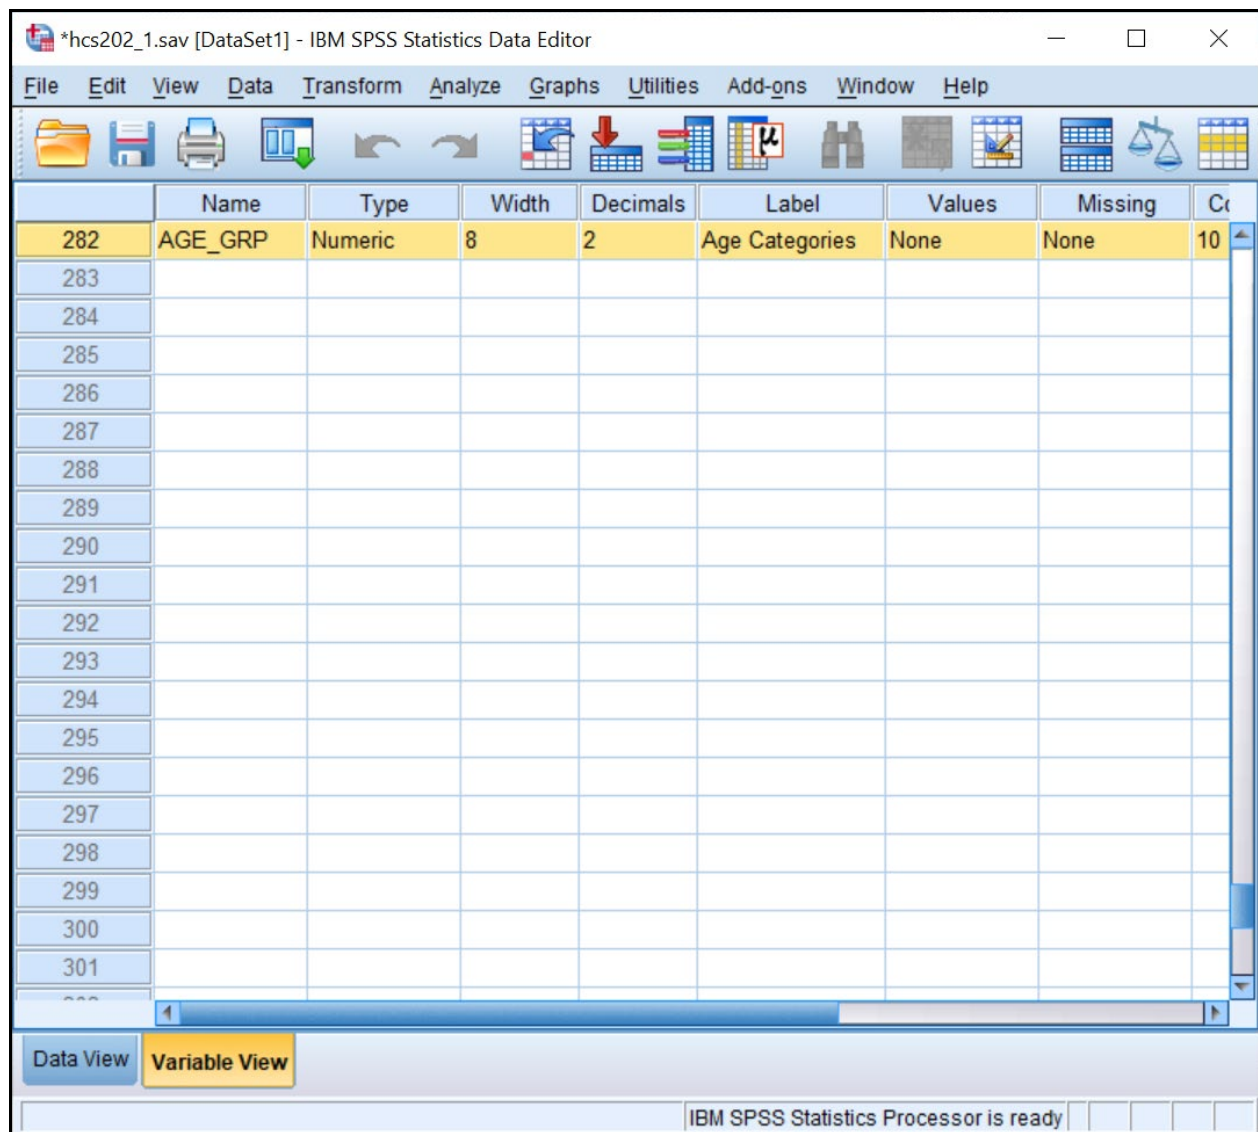 *hcs202_1.sav [DataSet1] - IBM SPSS Statistics Data Editor
File Edit View Data Transform Analyze Graphs Utilities Add-ons Window Help
μ
Name Type Width Decimals Label Values Missing
282 AGE_GRP Numeric 8 2 Age Categories None None 10
283
284
285
286
287
288
289
290
291
292
293
294
295
296
297
298
299
300
301
Data View Variable View
IBM SPSS Statistics Processor is ready